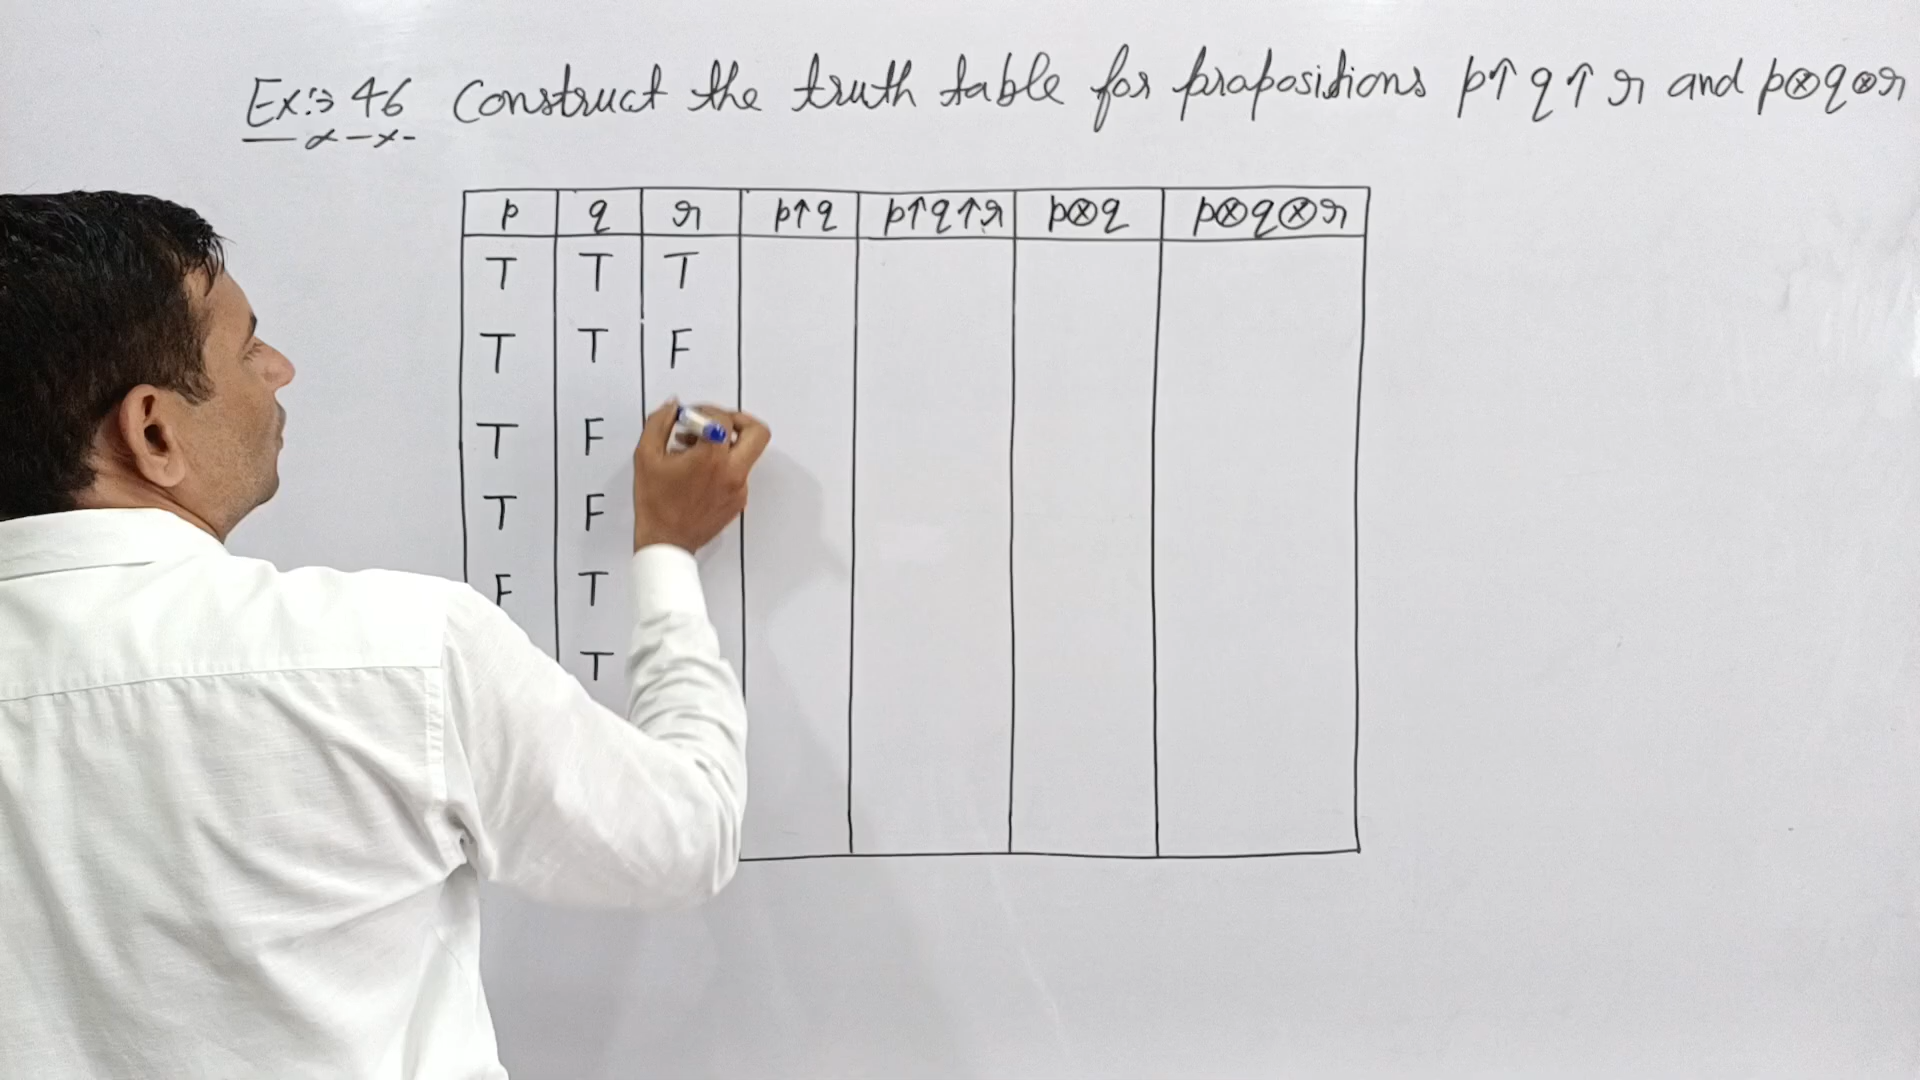 Ex:⇒ 46 Construct the truth table for propositions p↑q↑r and p⊗q⊗r
p q r p↑q p↑q↑r p⊗q p⊗q⊗r
T T T
T T F
T F
T F
F T
T